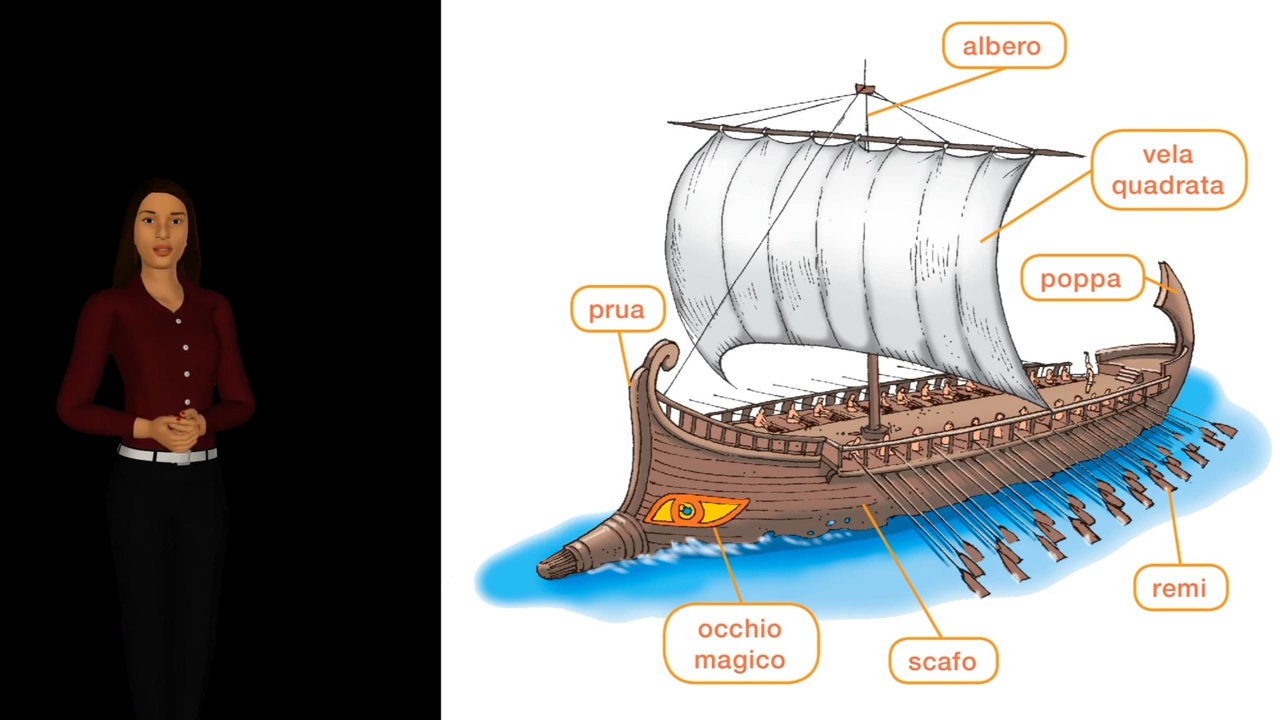 albero
vela
quadrata
poppa
prua
remi
occhio
magico
scafo